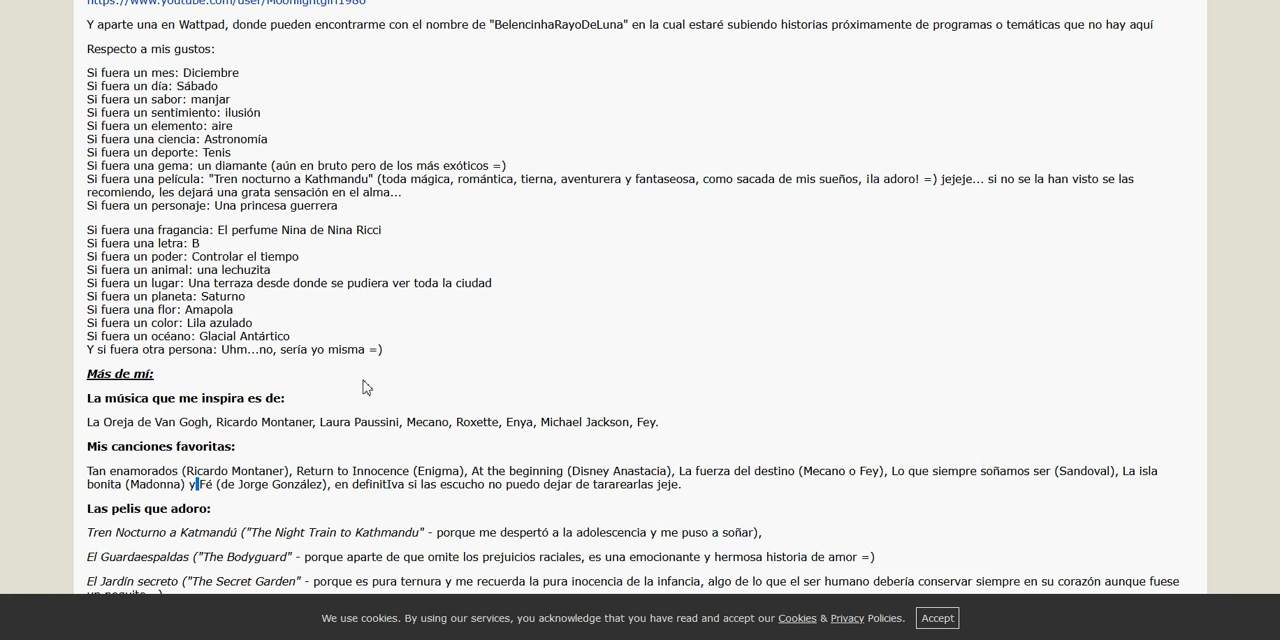 https://www.youtube.com/user/Moonlightgirl1986
Y aparte una en Wattpad, donde pueden encontrarme con el nombre de "BelencinhaRayoDeLuna" en la cual estaré subiendo historias próximamente de programas o temáticas que no hay aquí
Respecto a mis gustos:
Si fuera un mes: Diciembre
Si fuera un día: Sábado
Si fuera un sabor: manjar
Si fuera un sentimiento: ilusión
Si fuera un elemento: aire
Si fuera una ciencia: Astronomía
Si fuera un deporte: Tenis
Si fuera una gema: un diamante (aún en bruto pero de los más exóticos =)
Si fuera una película: "Tren nocturno a Kathmandu" (toda mágica, romántica, tierna, aventurera y fantaseosa, como sacada de mis sueños, ¡la adoro! =) jejeje... si no se la han visto se las
recomiendo, les dejará una grata sensación en el alma...
Si fuera un personaje: Una princesa guerrera
Si fuera una fragancia: El perfume Nina de Nina Ricci
Si fuera una letra: B
Si fuera un poder: Controlar el tiempo
Si fuera un animal: una lechuzita
Si fuera un lugar: Una terraza desde donde se pudiera ver toda la ciudad
Si fuera un planeta: Saturno
Si fuera una flor: Amapola
Si fuera un color: Lila azulado
Si fuera un océano: Glacial Antártico
Y si fuera otra persona: Uhm...no, sería yo misma =)
Más de mí:
La música que me inspira es de:
La Oreja de Van Gogh, Ricardo Montaner, Laura Paussini, Mecano, Roxette, Enya, Michael Jackson, Fey.
Mis canciones favoritas:
Tan enamorados (Ricardo Montaner), Return to Innocence (Enigma), At the beginning (Disney Anastacia), La fuerza del destino (Mecano o Fey), Lo que siempre soñamos ser (Sandoval), La isla
bonita (Madonna) y Fé (de Jorge González), en definitIva si las escucho no puedo dejar de tararearlas jeje.
Las pelis que adoro:
Tren Nocturno a Katmandú ("The Night Train to Kathmandu" - porque me despertó a la adolescencia y me puso a soñar),
El Guardaespaldas ("The Bodyguard" - porque aparte de que omite los prejuicios raciales, es una emocionante y hermosa historia de amor =)
El Jardín secreto ("The Secret Garden" - porque es pura ternura y me recuerda la pura inocencia de la infancia, algo de lo que el ser humano debería conservar siempre en su corazón aunque fuese
We use cookies. By using our services, you acknowledge that you have read and accept our Cookies & Privacy Policies. Accept